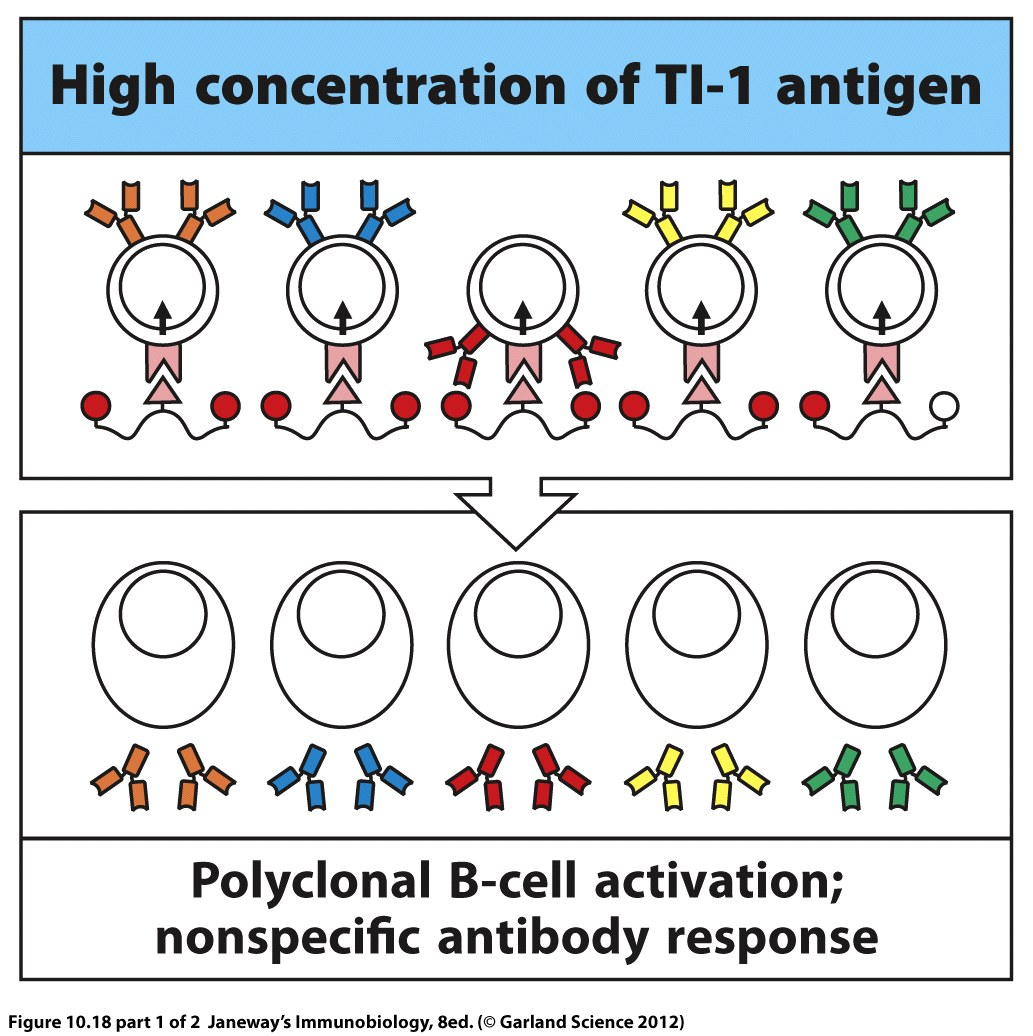 High concentration of TI-1 antigen
Polyclonal B-cell activation;
nonspecific antibody response
Figure 10.18 part 1 of 2 Janeway’s Immunobiology, 8ed. (© Garland Science 2012)